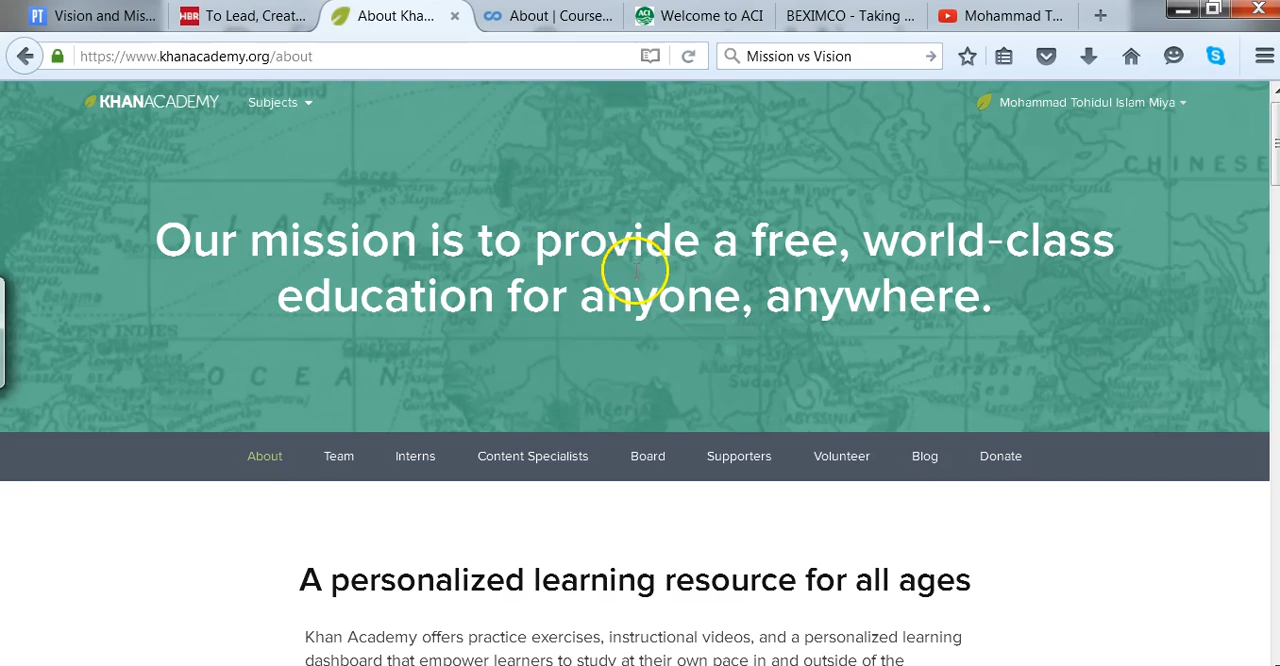 Vision and Mis...
To Lead, Creat...
About Kha...
About | Course...
Welcome to ACI
BEXIMCO - Taking ...
Mohammad T...
https://www.khanacademy.org/about
Mission vs Vision
KHANACADEMY
Subjects
Mohammad Tohidul Islam Miya
Our mission is to provide a free, world-class
education for anyone, anywhere.
About Team Interns Content Specialists Board Supporters Volunteer Blog Donate
A personalized learning resource for all ages
Khan Academy offers practice exercises, instructional videos, and a personalized learning
dashboard that empower learners to study at their own pace in and outside of the